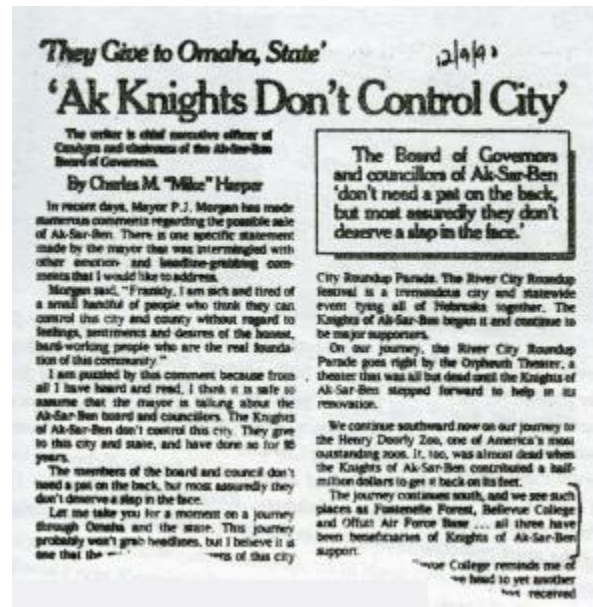 'They Give to Omaha, State'
12/9/9
'Ak Knights Don't Control City'
The writer is chief executive officer of
ConAgra and chairman of the Ak-Sar-Ben
Board of Governors.
By Charles M. "Mike" Harper
In recent days, Mayor P.J. Morgan has made
numerous comments regarding the possible sale
of Ak-Sar-Ben. There is one specific statement
made by the mayor that was intermingled with
other emotion- and headline-grabbing com-
ments that I would like to address.
Morgan said, "Frankly, I am sick and tired of
a small handful of people who think they can
control this city and county without regard to
feelings, sentiments and desires of the honest,
hard-working people who are the real founda-
tion of this community."
I am puzzled by this comment because from
all I have heard and read, I think it is safe to
assume that the mayor is talking about the
Ak-Sar-Ben board and councillors. The Knights
of Ak-Sar-Ben don't control this city. They give
to this city and state, and have done so for 95
years.
The members of the board and council don't
need a pat on the back, but most assuredly they
don't deserve a slap in the face.
Let me take you for a moment on a journey
through Omaha and the state. This journey
probably won't grab headlines, but I believe it is
one that the of this city
The Board of Governors
and councillors of Ak-Sar-Ben
'don't need a pat on the back,
but most assuredly they don't
deserve a slap in the face.'
City Roundup Parade. The River City Roundup
festival is a tremendous city and statewide
event tying all of Nebraska together. The
Knights of Ak-Sar-Ben began it and continue to
be major supporters.
On our journey, the River City Roundup
Parade goes right by the Orpheum Theater, a
theater that was all but dead until the Knights of
Ak-Sar-Ben stepped forward to help in its
renovation.
We continue southward now on our journey to
the Henry Doorly Zoo, one of America's most
outstanding zoos. It, too, was almost dead when
the Knights of Ak-Sar-Ben contributed a half-
million dollars to get it back on its feet.
The journey continues south, and we see such
places as Fontenelle Forest, Bellevue College
and Offutt Air Force Base ... all three have
been beneficiaries of Knights of Ak-Sar-Ben
support.
College reminds me of
we head to yet another
has received